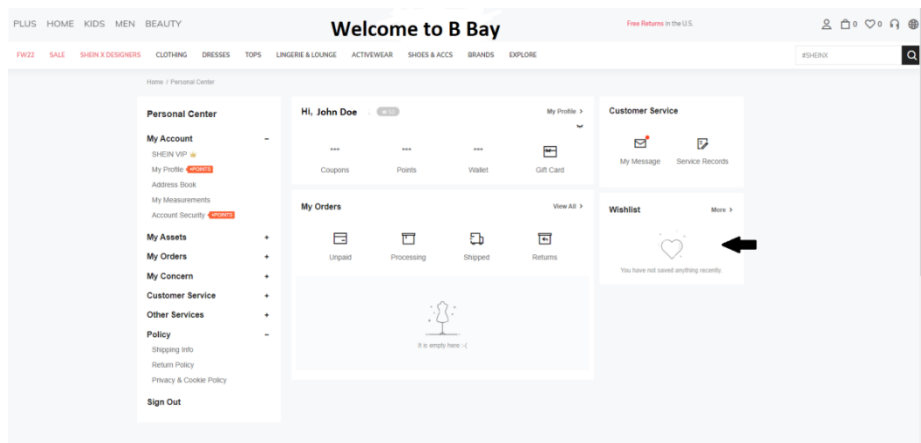 PLUS HOME KIDS MEN BEAUTY
Welcome to B Bay
Free Returns in the U.S.
0
0
FW22 SALE SHEIN X DESIGNERS CLOTHING DRESSES TOPS LINGERIE & LOUNGE ACTIVEWEAR SHOES & ACCS BRANDS EXPLORE
#SHEINX
Home / Personal Center
Personal Center
My Account -
SHEIN VIP
My Profile +POINTS
Address Book
My Measurements
Account Security +POINTS
My Assets +
My Orders +
My Concern +
Customer Service +
Other Services +
Policy -
Shipping Info
Return Policy
Privacy & Cookie Policy
Sign Out
Hi, John Doe
My Profile >
Coupons
Points
Wallet
Gift Card
My Orders
View All >
Unpaid
Processing
Shipped
Returns
It is empty here :-(
Customer Service
My Message
Service Records
Wishlist
More >
You have not saved anything recently.